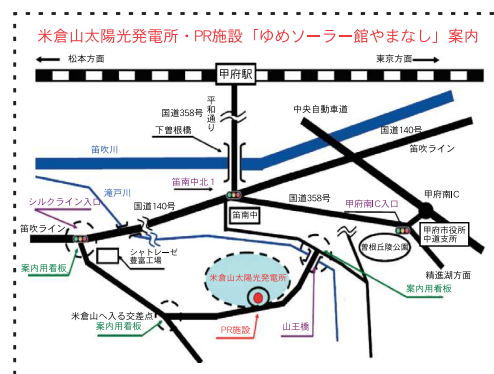 米倉山太陽光発電所・PR施設「ゆめソーラー館やまなし」案内
松本方面
東京方面
甲府駅
国道358号
平和通り
中央自動車道
下曽根橋
国道140号
笛吹川
笛吹ライン
滝戸川
笛南中北1
シルクライン入口
国道140号
国道358号
甲府南IC
笛南中
甲府南IC入口
笛吹ライン
甲府市役所
中道支所
曽根丘陵公園
シャトレーゼ
豊富工場
案内用看板
精進湖方面
米倉山太陽光発電所
案内用看板
米倉山へ入る交差点
案内用看板
PR施設
山王橋